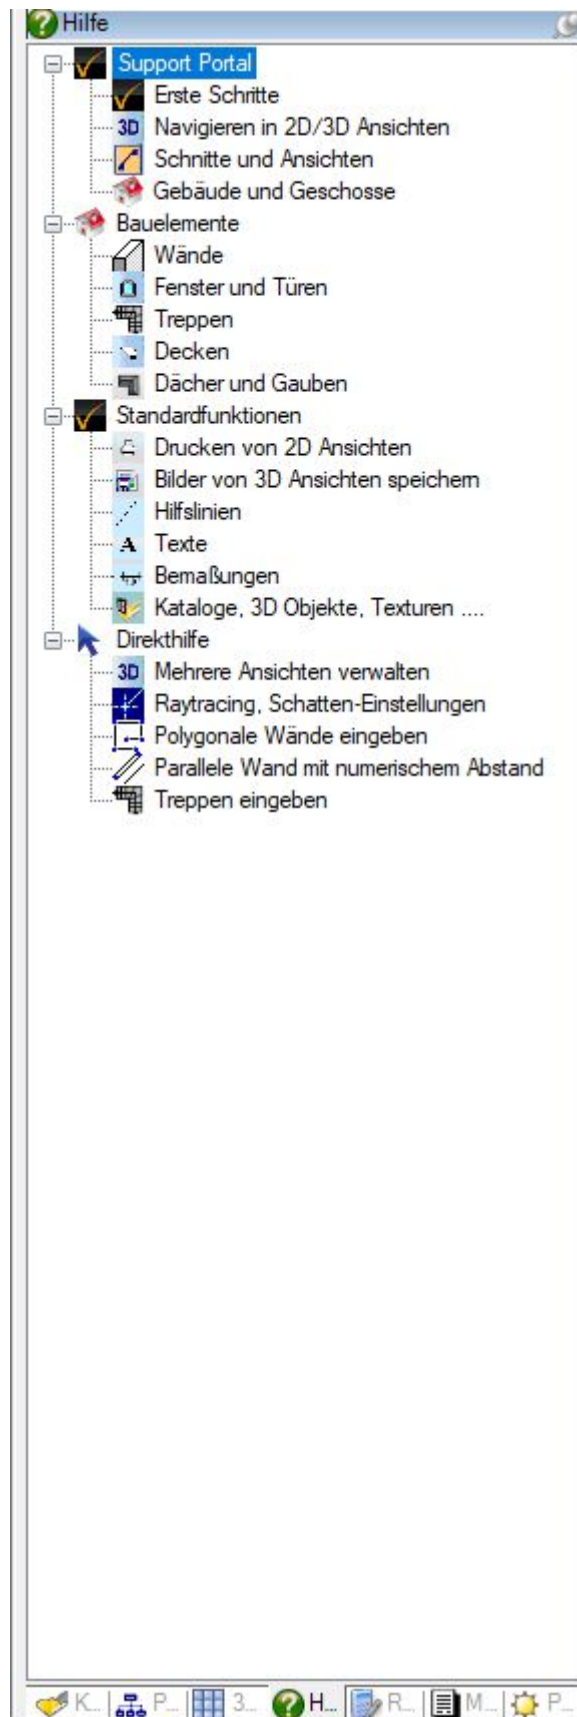 Hilfe
Support Portal
Erste Schritte
3D Navigieren in 2D/3D Ansichten
Schnitte und Ansichten
Gebäude und Geschosse
Bauelemente
Wände
Fenster und Türen
Treppen
Decken
Dächer und Gauben
Standardfunktionen
Drucken von 2D Ansichten
Bilder von 3D Ansichten speichern
Hilfslinien
A Texte
Bemaßungen
Kataloge, 3D Objekte, Texturen ....
Direkthilfe
3D Mehrere Ansichten verwalten
Raytracing, Schatten-Einstellungen
Polygonale Wände eingeben
Parallele Wand mit numerischem Abstand
Treppen eingeben
K... P... 3... H... R... M... P...